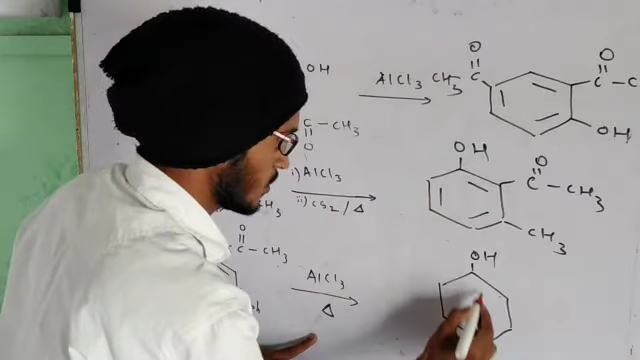 OH
AlCl3
CH3 C O
C – C
O
OH
C – CH3
O
i) AlCl3
ii) CS2 / Δ
OH
C – CH3
O
CH3
O
C – CH3
AlCl3
Δ
OH